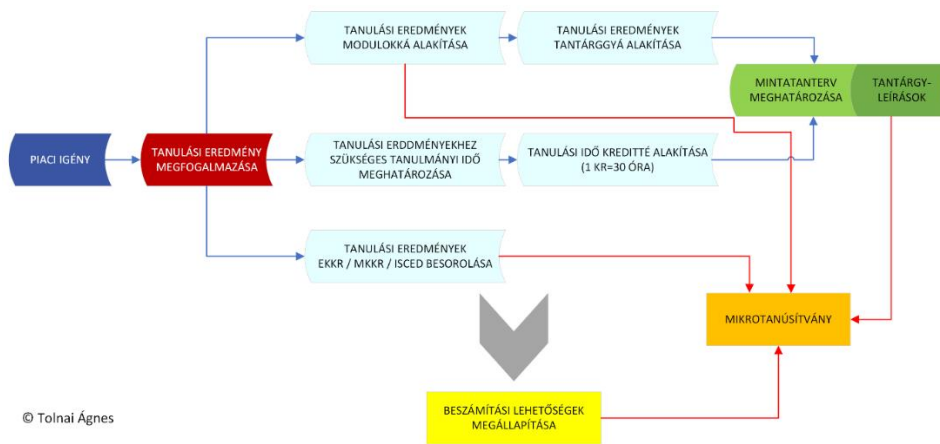 TANULÁSI EREDMÉNYEK
MODULOKKÁ ALAKÍTÁSA
TANULÁSI EREDMÉNYEK
TANTÁRGGYÁ ALAKÍTÁSA
MINTATANTERV
MEGHATÁROZÁSA
TANTÁRGY-
LEÍRÁSOK
PIACI IGÉNY
TANULÁSI EREDMÉNY
MEGFOGALMAZÁSA
TANULÁSI ERDDMÉNYEKHEZ
SZÜKSÉGES TANULMÁNYI IDŐ
MEGHATÁROZÁSA
TANULÁSI IDŐ KREDITTÉ ALAKÍTÁSA
(1 KR=30 ÓRA)
TANULÁSI EREDMÉNYEK
EKKR / MKKR / ISCED BESOROLÁSA
MIKROTANÚSÍTVÁNY
BESZÁMÍTÁSI LEHETŐSÉGEK
MEGÁLLAPÍTÁSA
© Tolnai Ágnes